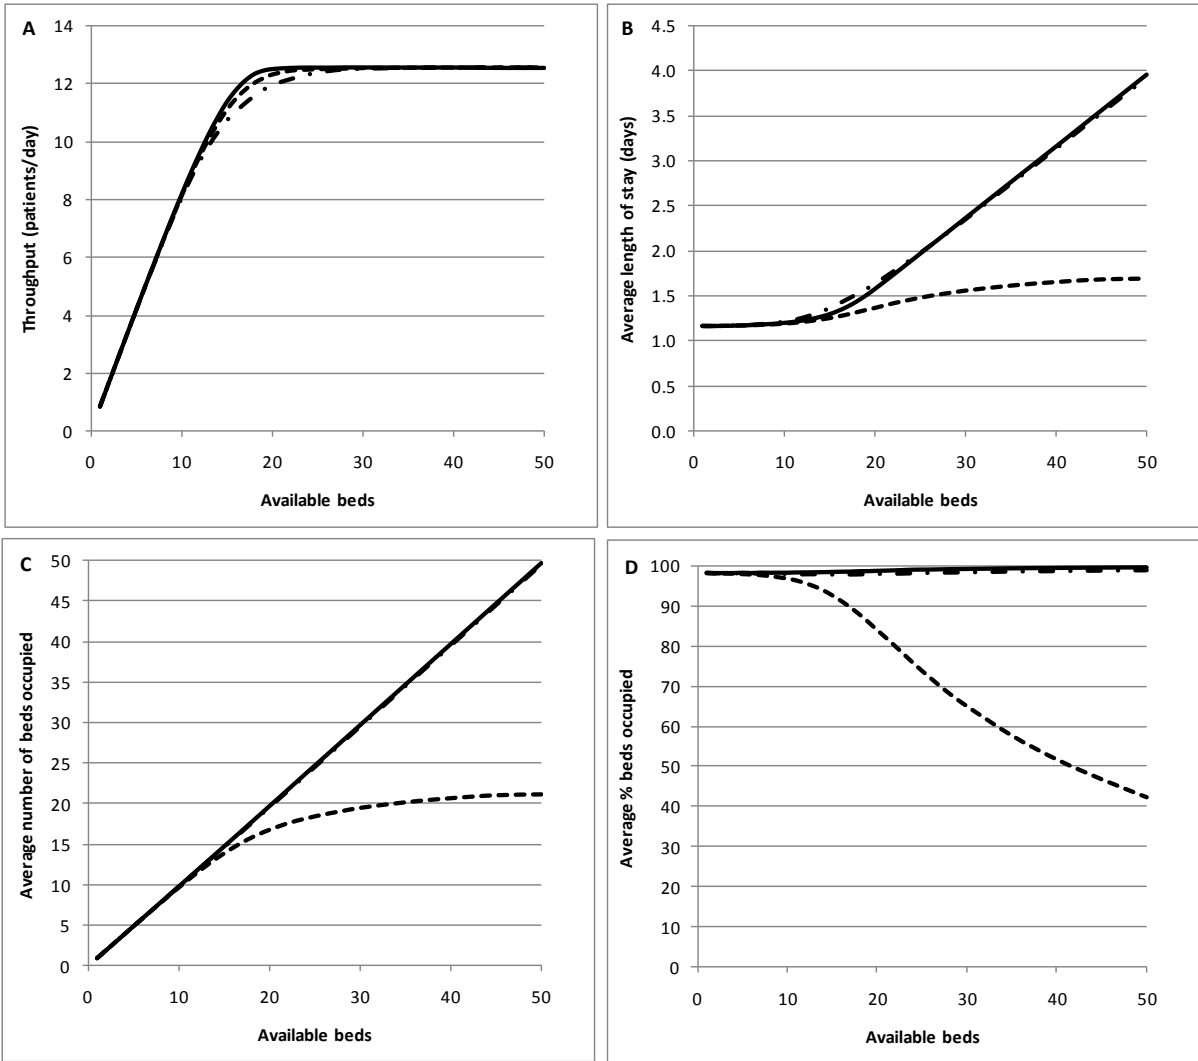 A
Throughput (patients/day)
14
12
10
8
6
4
2
0
0 10 20 30 40 50
Available beds
B
Average length of stay (days)
4.5
4.0
3.5
3.0
2.5
2.0
1.5
1.0
0.5
0.0
0 10 20 30 40 50
Available beds
C
Average number of beds occupied
50
45
40
35
30
25
20
15
10
5
0
0 10 20 30 40 50
Available beds
D
Average % beds occupied
100
90
80
70
60
50
40
30
20
10
0
0 10 20 30 40 50
Available beds